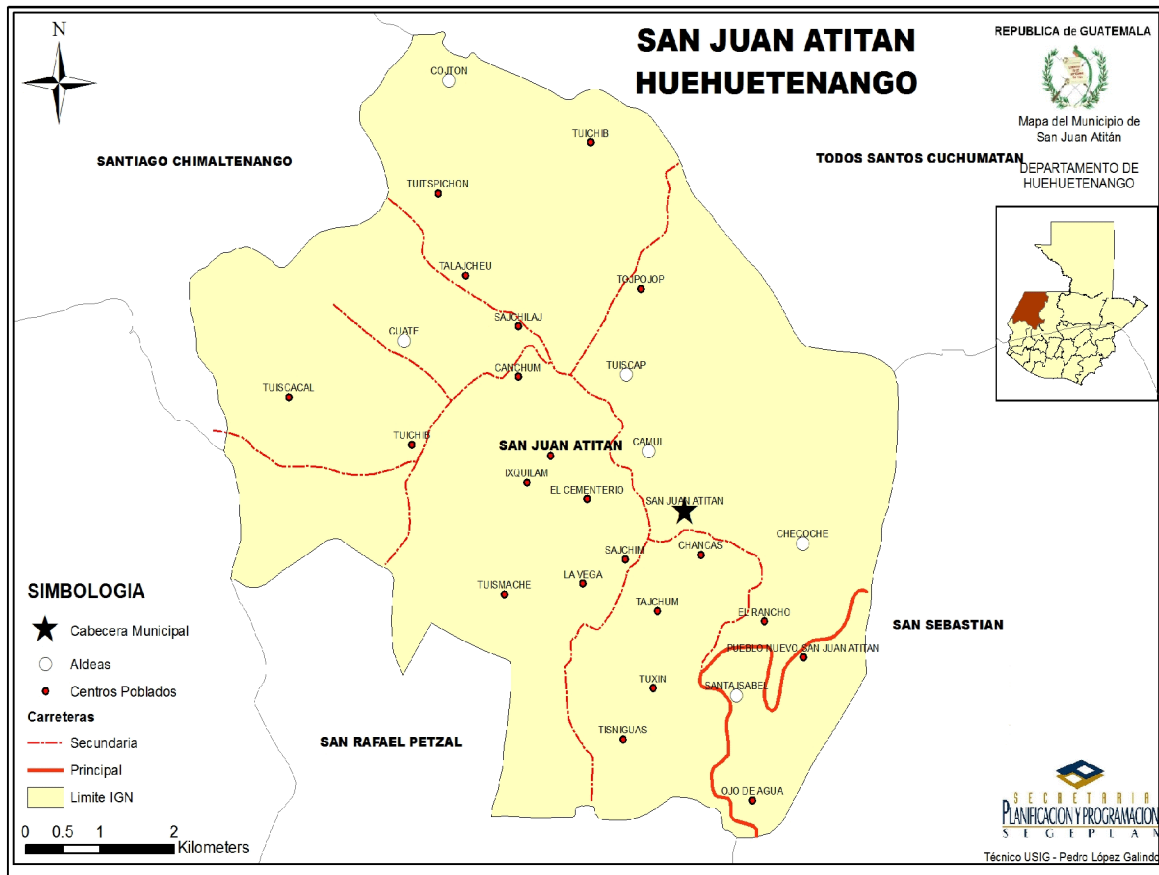 N
SAN JUAN ATITAN
HUEHUETENANGO
REPUBLICA de GUATEMALA
Mapa del Municipio de
San Juan Atitán
DEPARTAMENTO DE
HUEHUETENANGO
COJTON
TUICHIB
SANTIAGO CHIMALTENANGO
TODOS SANTOS CUCHUMATAN
TUITSPICHON
TALAJCHEU
TOJPOJOP
SAJCHILAJ
CUATE
CANCHUM
TUISCAP
TUISCACAL
TUICHIB
SAN JUAN ATITAN
CAMUL
IXQUILAM
EL CEMENTERIO
SAN JUAN ATITAN
CHECOCHE
SAJCHIM
CHANCAS
LA VEGA
TUISMACHE
TAJCHUM
EL RANCHO
SAN SEBASTIAN
PUEBLO NUEVO SAN JUAN ATITAN
TUXIN
SANTA ISABEL
TISNIGUAS
SAN RAFAEL PETZAL
OJO DE AGUA
SIMBOLOGIA
Cabecera Municipal
Aldeas
Centros Poblados
Carreteras
Secundaria
Principal
Limite IGN
0 0.5 1 2
Kilometers
SECRETARIA
PLANIFICACION Y PROGRAMACION
SEGEPLAN
Técnico USIG - Pedro López Galindo